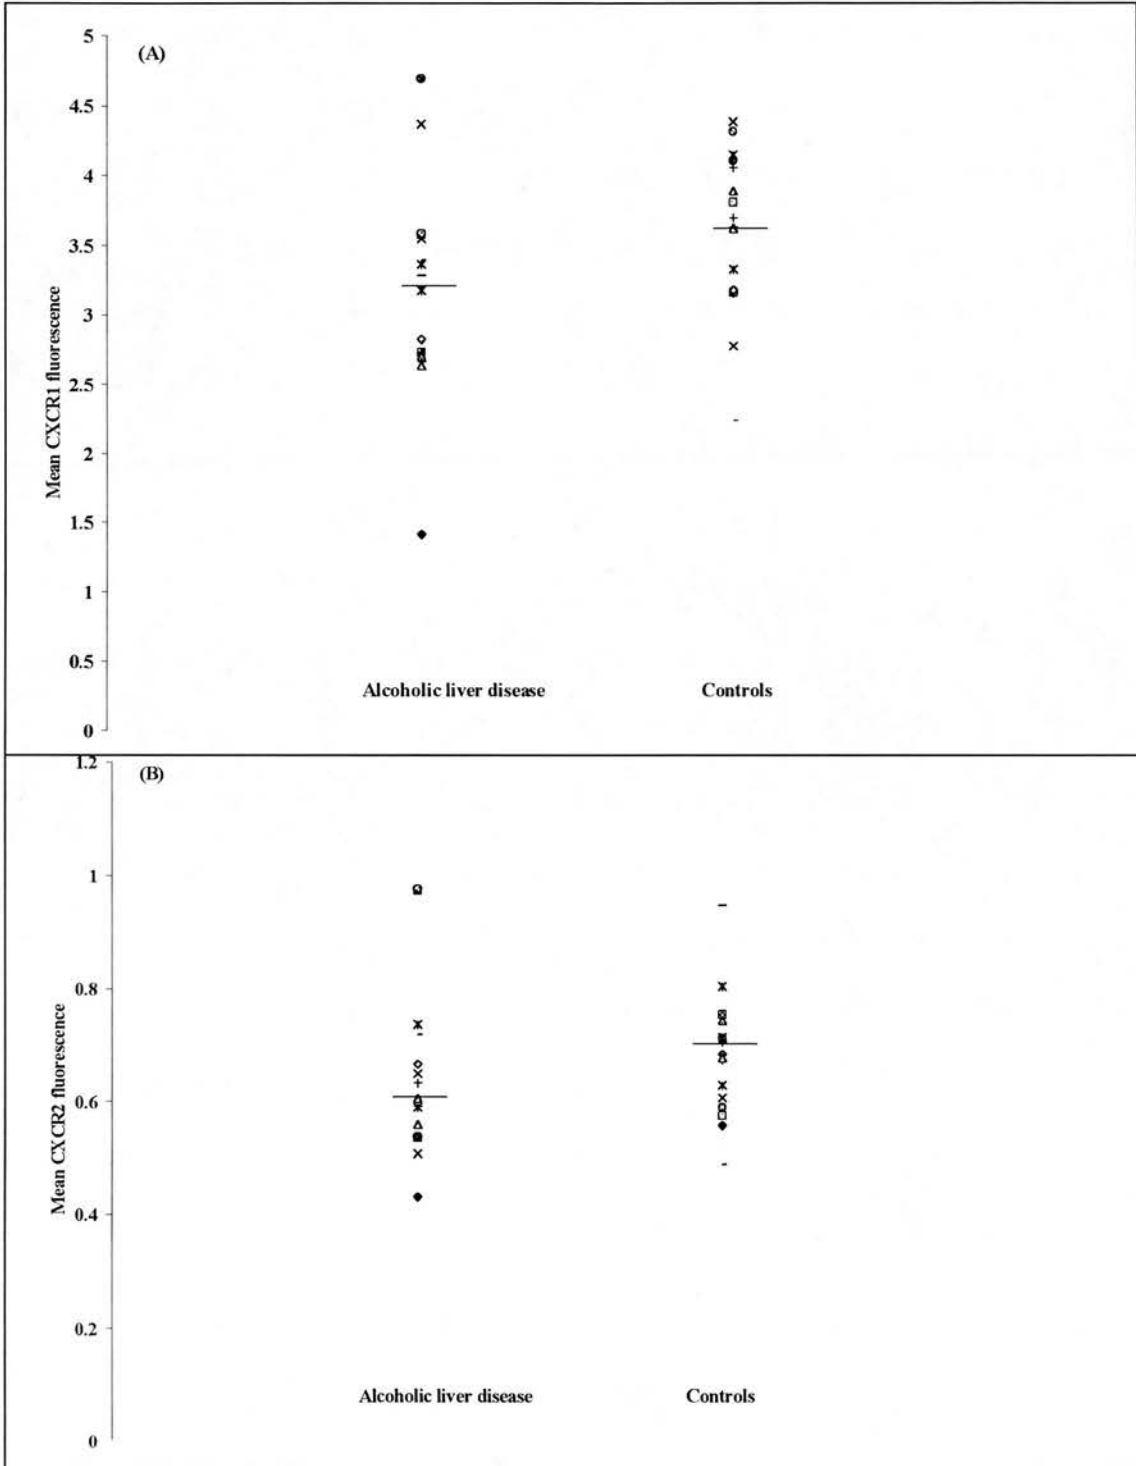 (A)
5
4.5
4
3.5
3
2.5
2
1.5
1
0.5
0
Mean CXCR1 fluorescence
Alcoholic liver disease
Controls
(B)
1.2
1
0.8
0.6
0.4
0.2
0
Mean CXCR2 fluorescence
Alcoholic liver disease
Controls